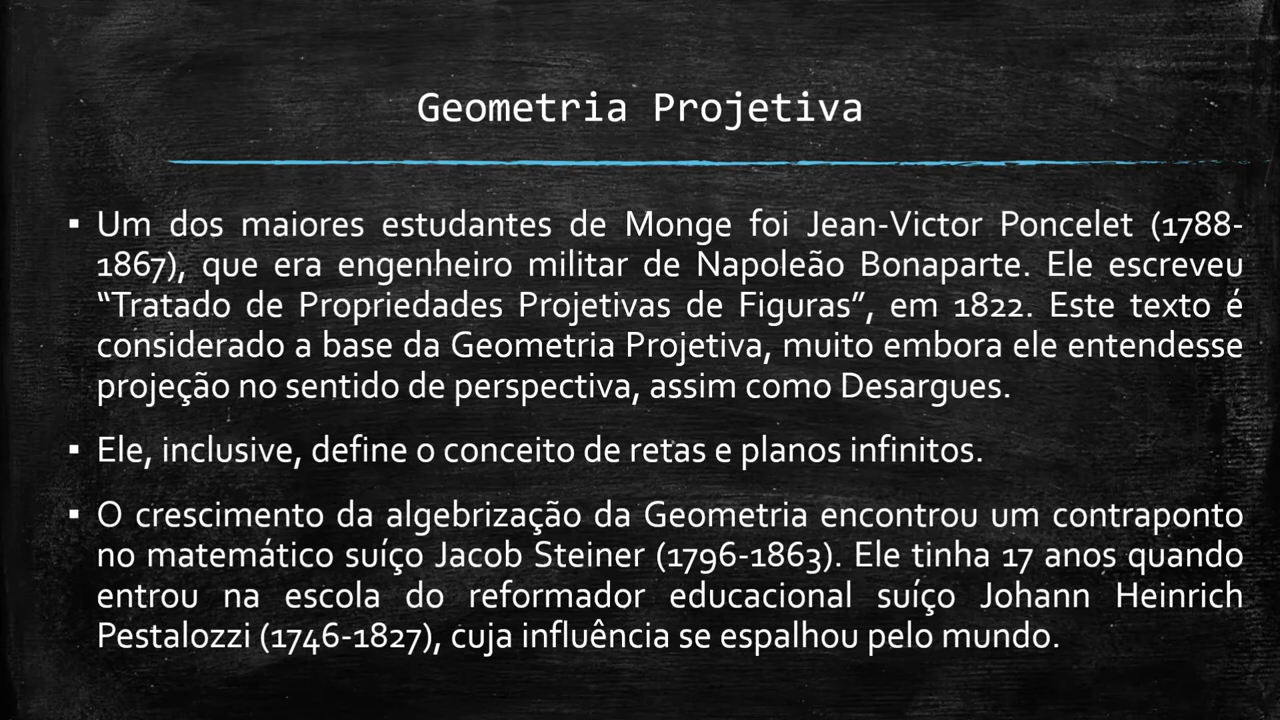 Geometria Projetiva
▪ Um dos maiores estudantes de Monge foi Jean-Victor Poncelet (1788-
1867), que era engenheiro militar de Napoleão Bonaparte. Ele escreveu
“Tratado de Propriedades Projetivas de Figuras”, em 1822. Este texto é
considerado a base da Geometria Projetiva, muito embora ele entendesse
projeção no sentido de perspectiva, assim como Desargues.
▪ Ele, inclusive, define o conceito de retas e planos infinitos.
▪ O crescimento da algebrização da Geometria encontrou um contraponto
no matemático suíço Jacob Steiner (1796-1863). Ele tinha 17 anos quando
entrou na escola do reformador educacional suíço Johann Heinrich
Pestalozzi (1746-1827), cuja influência se espalhou pelo mundo.